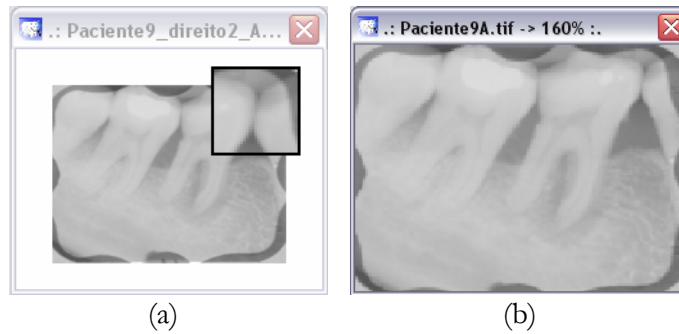 .: Paciente9_direito2_A...
.: Paciente9A.tif -> 160% :.
(a)
(b)